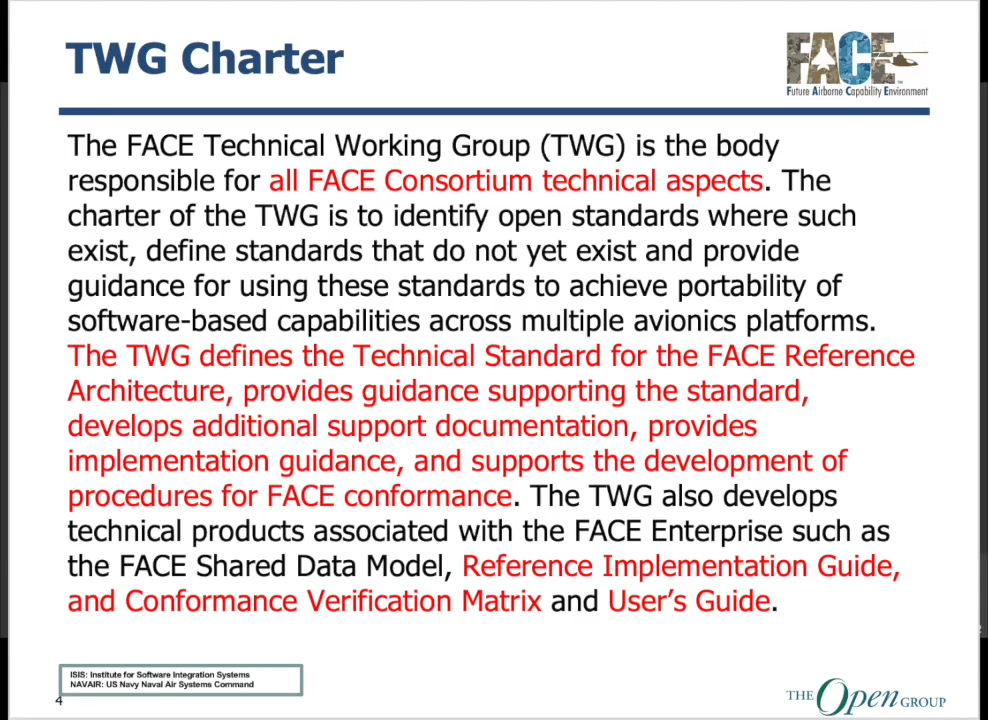 TWG Charter
FACE™
Future Airborne Capability Environment
The FACE Technical Working Group (TWG) is the body
responsible for all FACE Consortium technical aspects. The
charter of the TWG is to identify open standards where such
exist, define standards that do not yet exist and provide
guidance for using these standards to achieve portability of
software-based capabilities across multiple avionics platforms.
The TWG defines the Technical Standard for the FACE Reference
Architecture, provides guidance supporting the standard,
develops additional support documentation, provides
implementation guidance, and supports the development of
procedures for FACE conformance. The TWG also develops
technical products associated with the FACE Enterprise such as
the FACE Shared Data Model, Reference Implementation Guide,
and Conformance Verification Matrix and User’s Guide.
ISIS: Institute for Software Integration Systems
NAVAIR: US Navy Naval Air Systems Command
4
THE Open GROUP